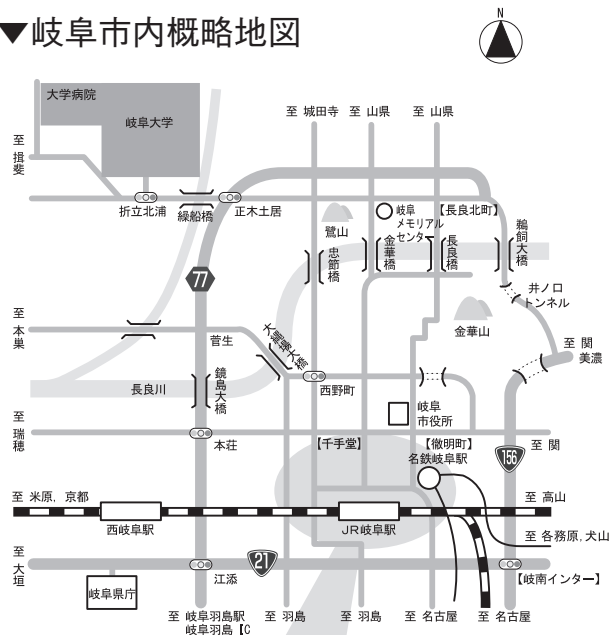 ▼岐阜市内概略地図
N
大学病院
岐阜大学
至 揖斐
至 城田寺
至 山県
至 山県
折立北浦
繰船橋
正木土居
鷺山
岐阜
メモリアル
センター
【長良北町】
忠節橋
金華橋
長良橋
鵜飼大橋
77
井ノ口
トンネル
金華山
至 本巣
菅生
大縄場大橋
至 関
美濃
長良川
鏡島大橋
西野町
岐阜
市役所
至 瑞穂
本荘
【千手堂】
【徹明町】
名鉄岐阜駅
156
至 関
至 米原，京都
西岐阜駅
JR岐阜駅
至 高山
至 各務原，犬山
至 大垣
岐阜県庁
江添
21
【岐南インター】
至 岐阜羽島駅
岐阜羽島【C
至 羽島
至 羽島
至 名古屋
至 名古屋